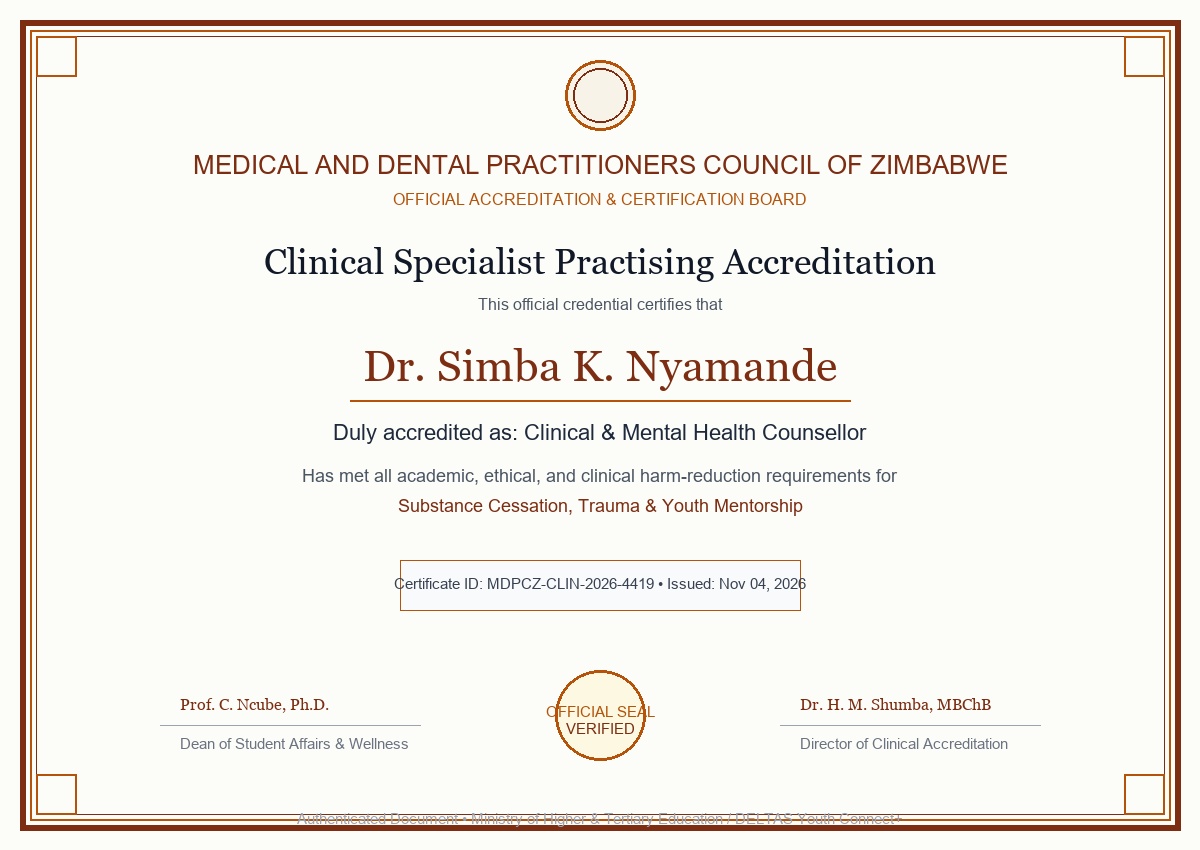 MEDICAL AND DENTAL PRACTITIONERS COUNCIL OF ZIMBABWE
OFFICIAL ACCREDITATION & CERTIFICATION BOARD
Clinical Specialist Practising Accreditation
This official credential certifies that
Dr. Simba K. Nyamande
Duly accredited as: Clinical & Mental Health Counsellor
Has met all academic, ethical, and clinical harm-reduction requirements for
Substance Cessation, Trauma & Youth Mentorship
Certificate ID: MDPCZ-CLIN-2026-4419 • Issued: Nov 04, 2026
Prof. C. Ncube, Ph.D.
Dean of Student Affairs & Wellness
OFFICIAL SEAL
VERIFIED
Dr. H. M. Shumba, MBChB
Director of Clinical Accreditation
Authenticated Document • Ministry of Higher & Tertiary Education / DELTAS Youth Connect+